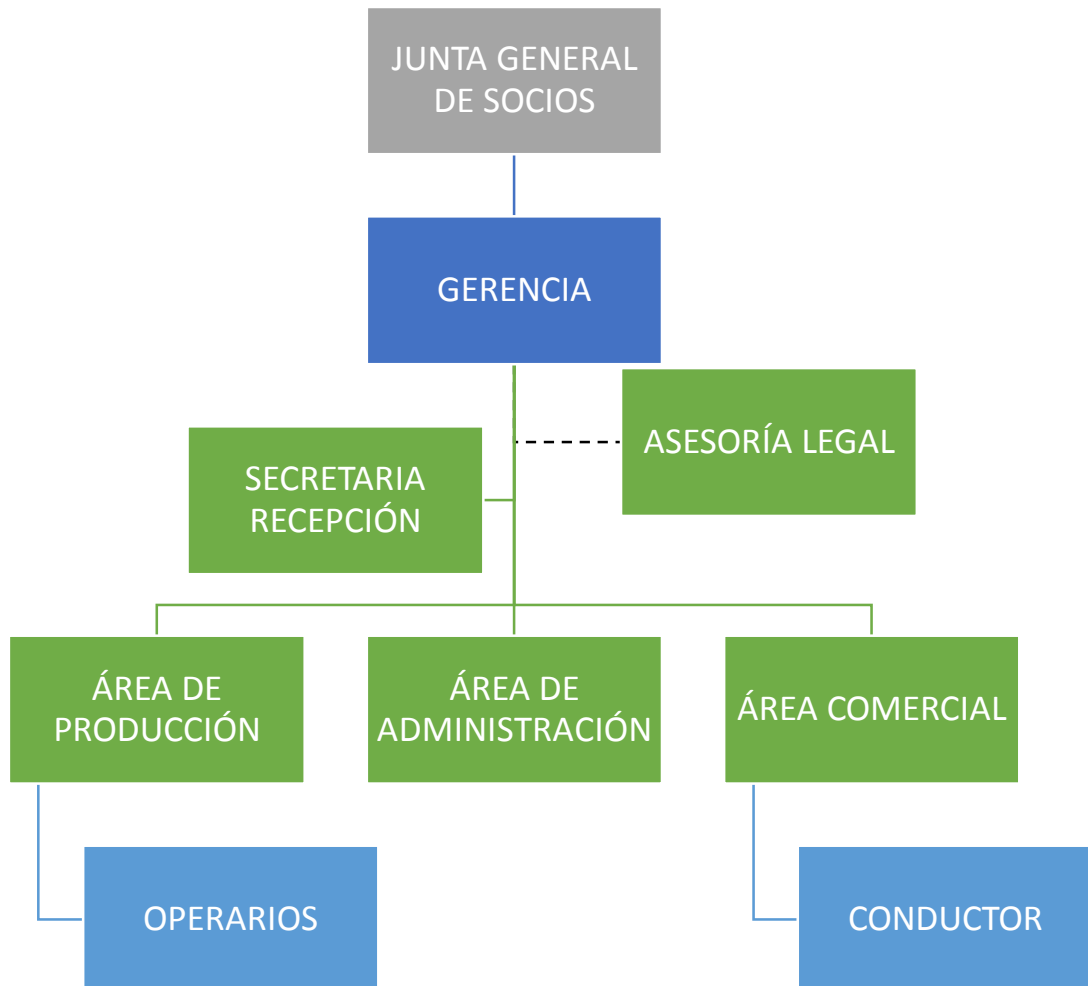 JUNTA GENERAL
DE SOCIOS
GERENCIA
ASESORÍA LEGAL
SECRETARIA
RECEPCIÓN
ÁREA DE
PRODUCCIÓN
ÁREA DE
ADMINISTRACIÓN
ÁREA COMERCIAL
OPERARIOS
CONDUCTOR